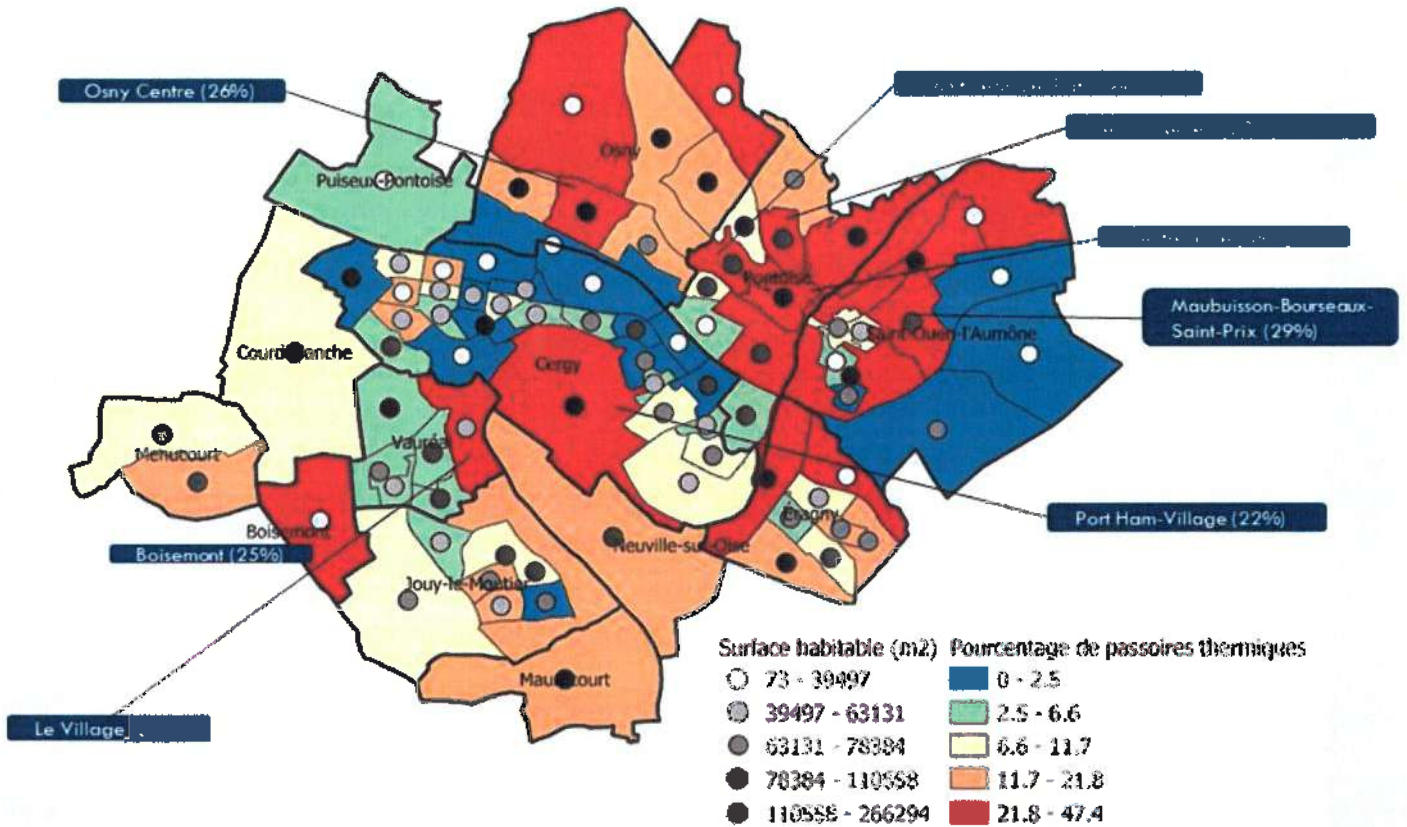 Osny Centre (26%)
Osny
Puiseux-Pontoise
Pontoise
Maubuisson-Bourseaux-
Saint-Prix (29%)
Saint-Ouen-l'Aumône
Courdimanche
Cergy
Menucourt
Vauréal
Port Ham-Village (22%)
Eragny
Boisemont
Boisemont (25%)
Neuville-sur-Oise
Jouy-le-Moutier
Maurecourt
Le Village
Surface habitable (m2) Pourcentage de passoires thermiques
73 - 39497 0 - 2.5
39497 - 63131 2.5 - 6.6
63131 - 78384 6.6 - 11.7
78384 - 110558 11.7 - 21.8
110558 - 266294 21.8 - 47.4